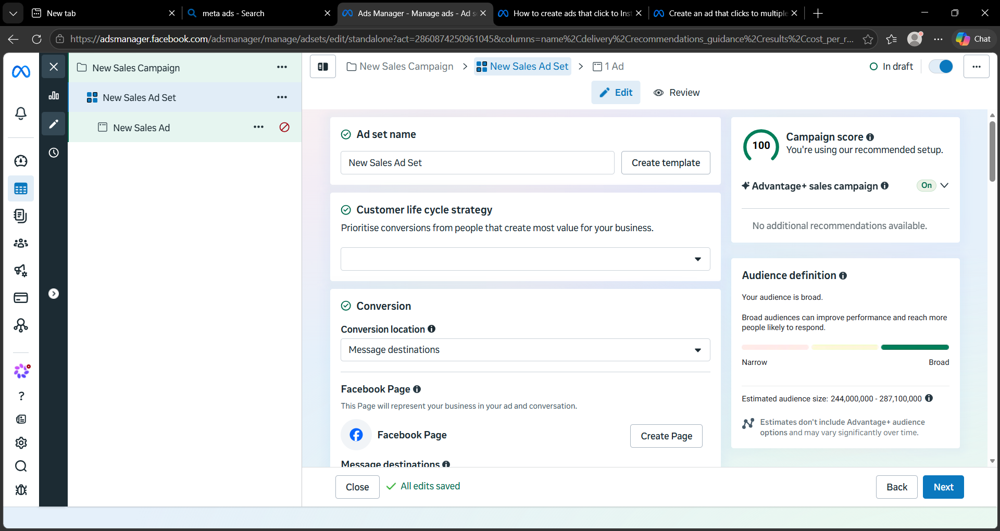 New tab
meta ads - Search
Ads Manager - Manage ads - Ad s
How to create ads that click to Inst
Create an ad that clicks to multiple
https://adsmanager.facebook.com/adsmanager/manage/adsets/edit/standalone?act=286087425096104​5&columns=name%2Cdelivery%2Crecommendations_guidance%2Cresults%2Ccost_per_r...
Chat
New Sales Campaign
New Sales Ad Set
New Sales Ad
New Sales Campaign
New Sales Ad Set
1 Ad
In draft
Edit
Review
Ad set name
New Sales Ad Set
Create template
Customer life cycle strategy
Prioritise conversions from people that create most value for your business.
Conversion
Conversion location
Message destinations
Facebook Page
This Page will represent your business in your ad and conversation.
Facebook Page
Create Page
Message destinations
Close
All edits saved
Back
Next
100
Campaign score
You're using our recommended setup.
Advantage+ sales campaign
On
No additional recommendations available.
Audience definition
Your audience is broad.
Broad audiences can improve performance and reach more
people likely to respond.
Narrow
Broad
Estimated audience size: 244,000,000 - 287,100,000
Estimates don't include Advantage+ audience
options and may vary significantly over time.